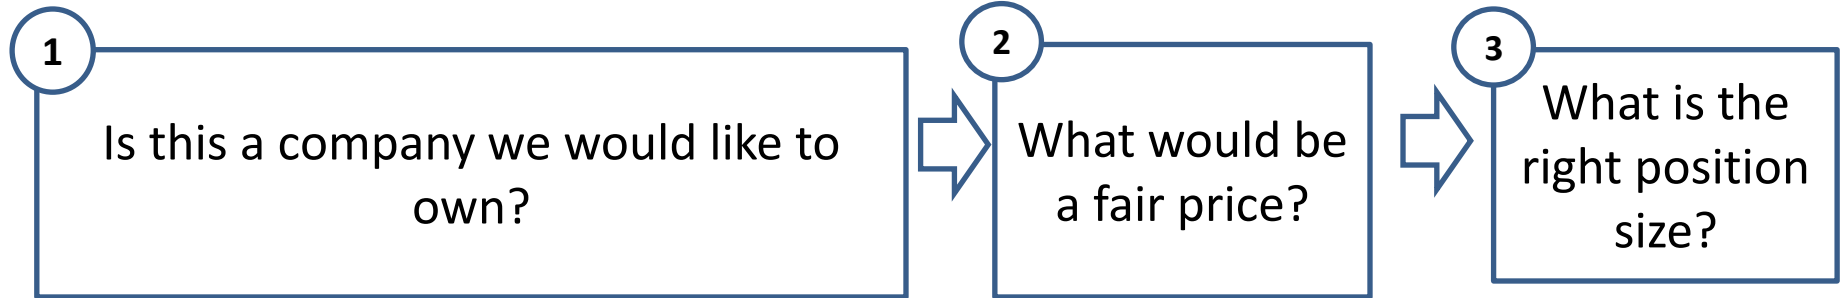 1
Is this a company we would like to
own?
2
What would be
a fair price?
3
What is the
right position
size?